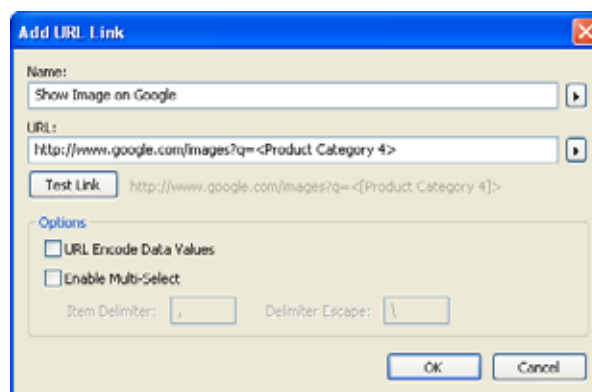 Add URL Link
Name:
Show Image on Google
URL:
http://www.google.com/images?q=<Product Category 4>
Test Link http://www.google.com/images?q=<[Product Category 4]>
Options
URL Encode Data Values
Enable Multi-Select
Item Delimiter: , Delimiter Escape: \
OK Cancel